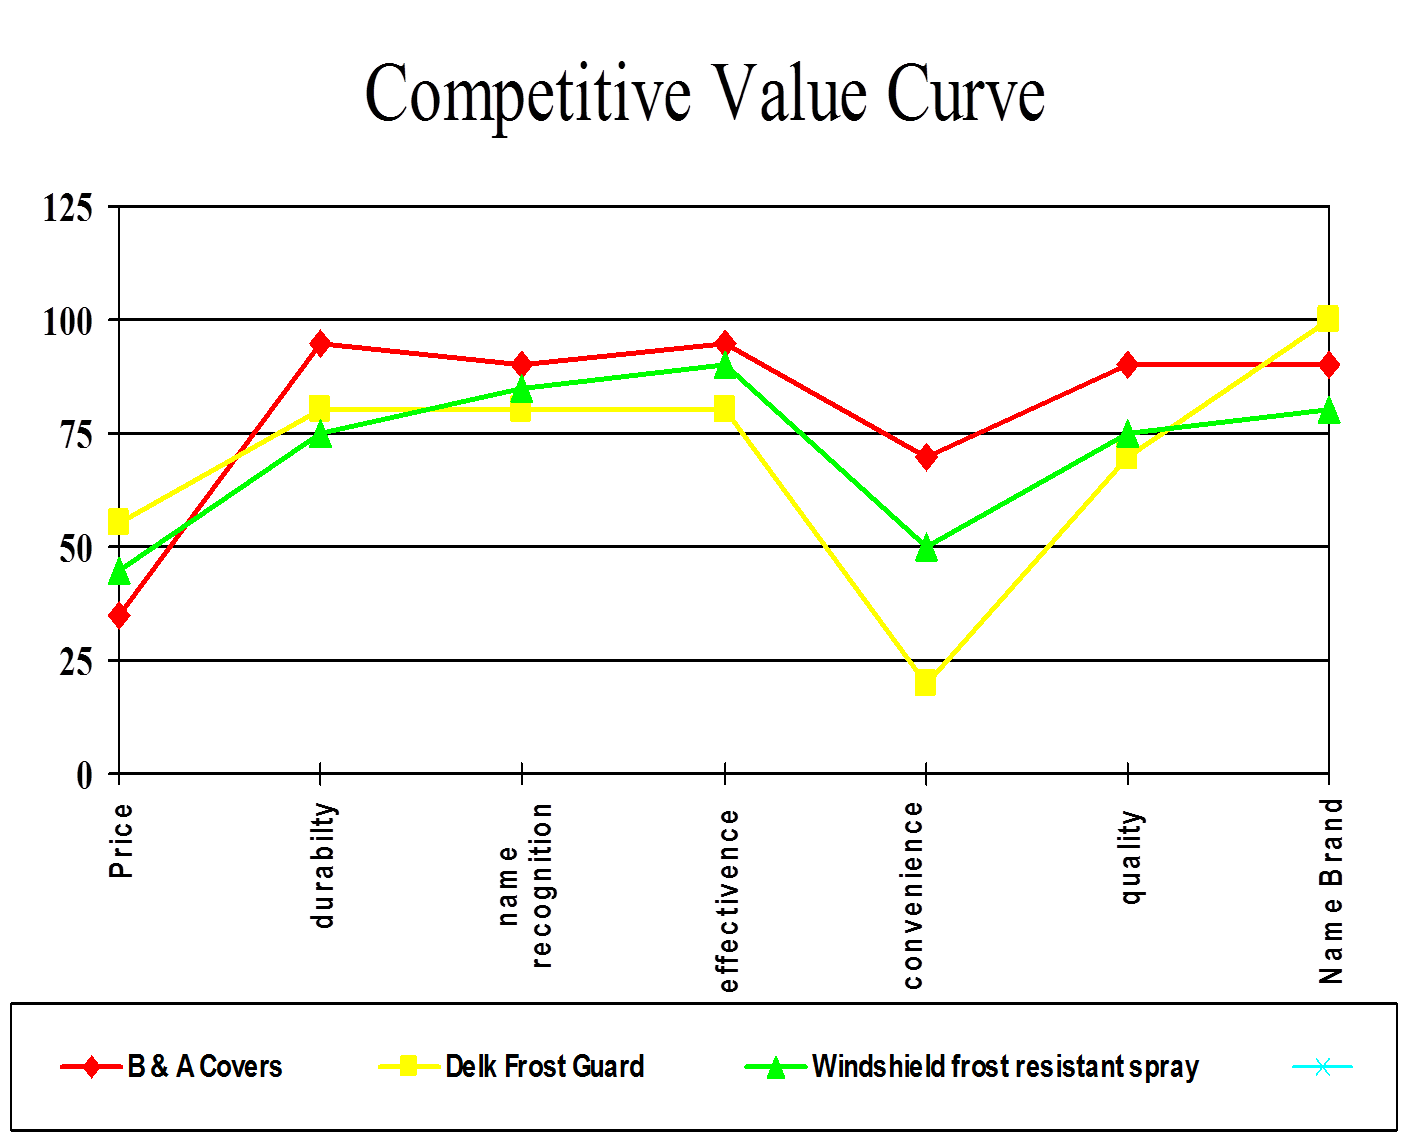 Competitive Value Curve
125
100
75
50
25
0
Price
durabilty
name
recognition
effectivence
convenience
quality
Name Brand
B & A Covers
Delk Frost Guard
Windshield frost resistant spray